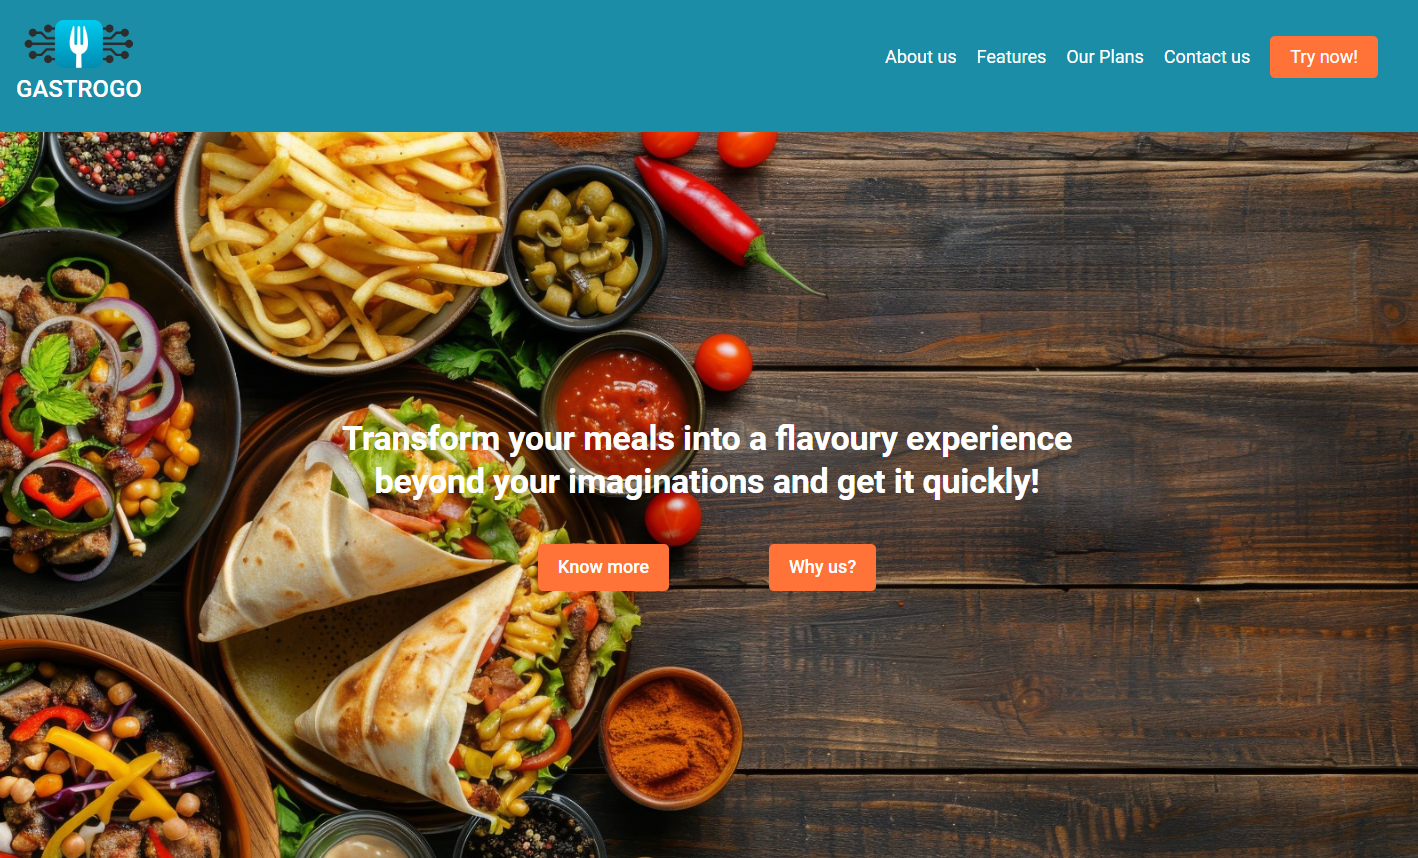 GASTROGO
About us
Features
Our Plans
Contact us
Try now!
Transform your meals into a flavoury experience
beyond your imaginations and get it quickly!
Know more
Why us?